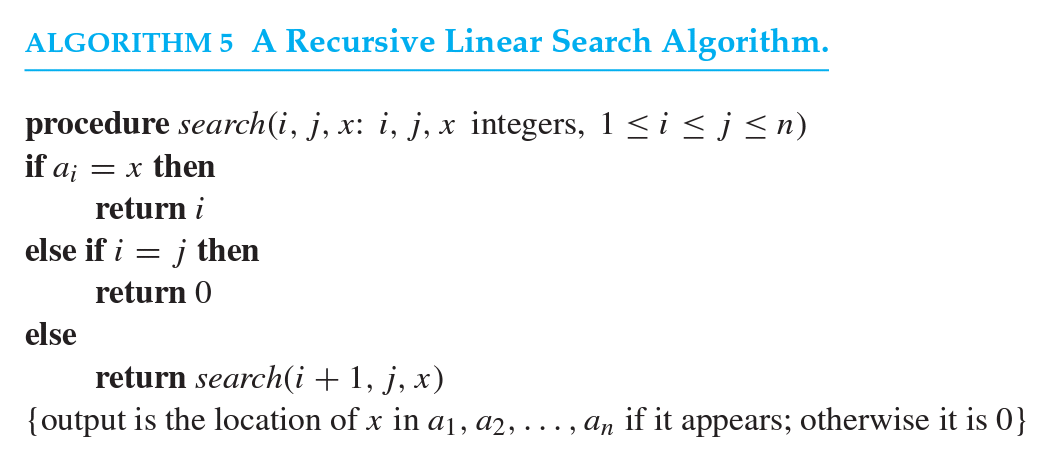 ALGORITHM 5 A Recursive Linear Search Algorithm.
procedure search(i, j, x: i, j, x integers, 1 ≤ i ≤ j ≤ n)
if aᵢ = x then
return i
else if i = j then
return 0
else
return search(i + 1, j, x)
{output is the location of x in a₁, a₂, . . . , aₙ if it appears; otherwise it is 0}